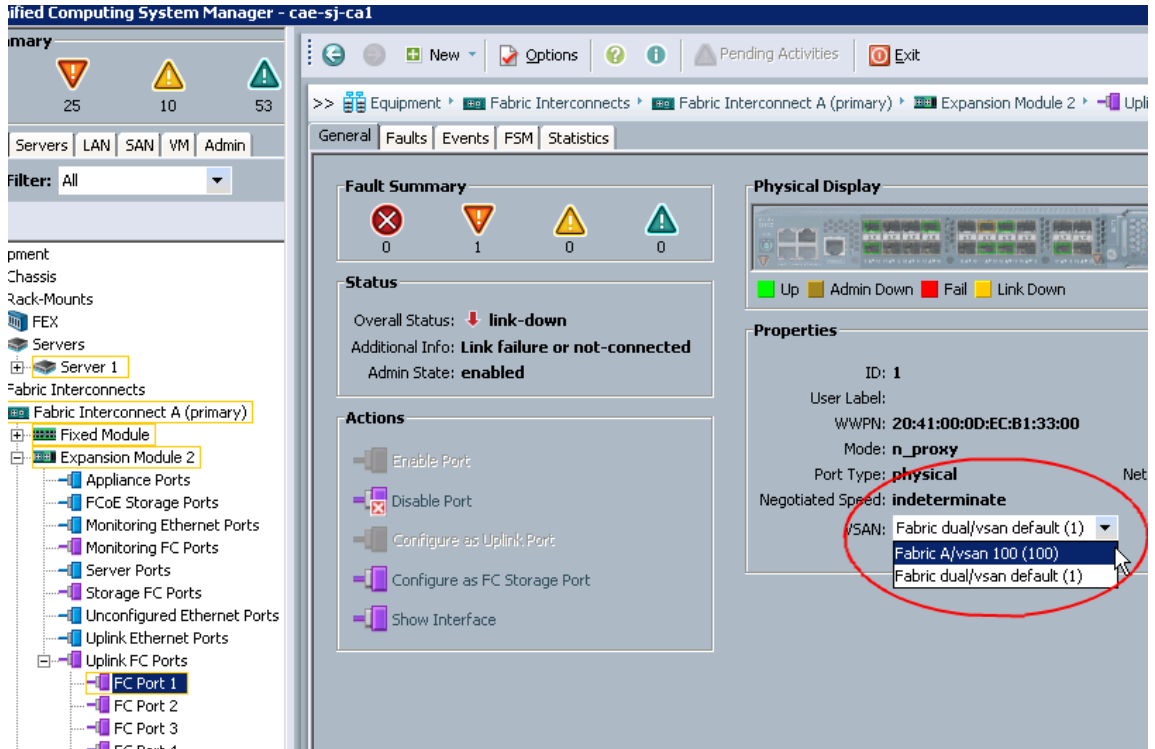 ified Computing System Manager - cae-sj-ca1
mmary
25 10 53
Servers LAN SAN VM Admin
Filter: All
pment
Chassis
Rack-Mounts
FEX
Servers
Server 1
Fabric Interconnects
Fabric Interconnect A (primary)
Fixed Module
Expansion Module 2
Appliance Ports
FCoE Storage Ports
Monitoring Ethernet Ports
Monitoring FC Ports
Server Ports
Storage FC Ports
Unconfigured Ethernet Ports
Uplink Ethernet Ports
Uplink FC Ports
FC Port 1
FC Port 2
FC Port 3
FC Port 4
New Options Pending Activities Exit
>> Equipment Fabric Interconnects Fabric Interconnect A (primary) Expansion Module 2 Upli
General Faults Events FSM Statistics
Fault Summary
0 1 0 0
Status
Overall Status: link-down
Additional Info: Link failure or not-connected
Admin State: enabled
Actions
Enable Port
Disable Port
Configure as Uplink Port
Configure as FC Storage Port
Show Interface
Physical Display
Up Admin Down Fail Link Down
Properties
ID: 1
User Label:
WWPN: 20:41:00:0D:EC:B1:33:00
Mode: n_proxy
Port Type: physical Net
Negotiated Speed: indeterminate
VSAN: Fabric dual/vsan default (1)
Fabric A/vsan 100 (100)
Fabric dual/vsan default (1)